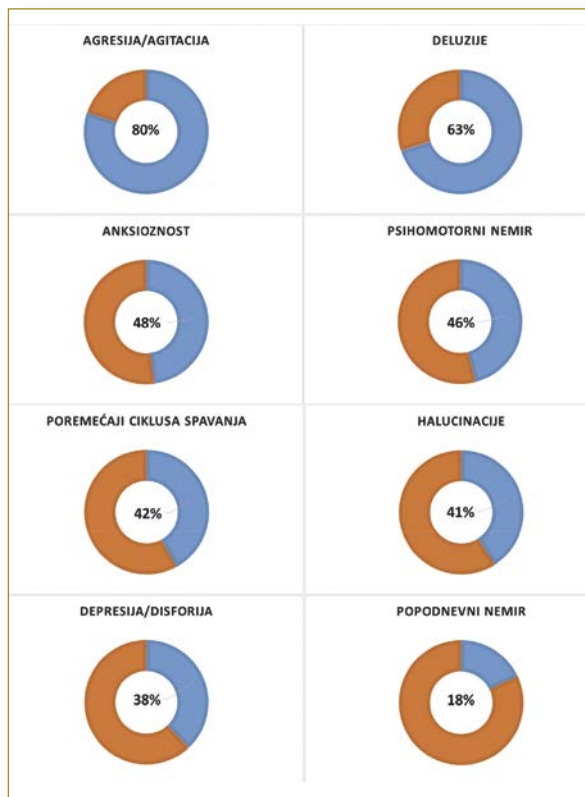 AGRESIJA/AGITACIJA
80%
DELUZIJE
63%
ANKSIOZNOST
48%
PSIHOMOTORNI NEMIR
46%
POREMEĆAJI CIKLUSA SPAVANJA
42%
HALUCINACIJE
41%
DEPRESIJA/DISFORIJA
38%
POPODNEVNI NEMIR
18%